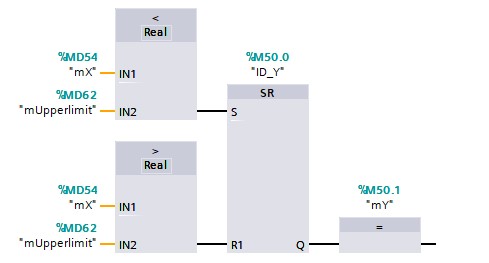 <
Real
%MD54
"mX"
IN1
%MD62
"mUpperlimit"
IN2
%M50.0
"ID_Y"
SR
S
>
Real
%MD54
"mX"
IN1
%MD62
"mUpperlimit"
IN2
R1
Q
%M50.1
"mY"
=